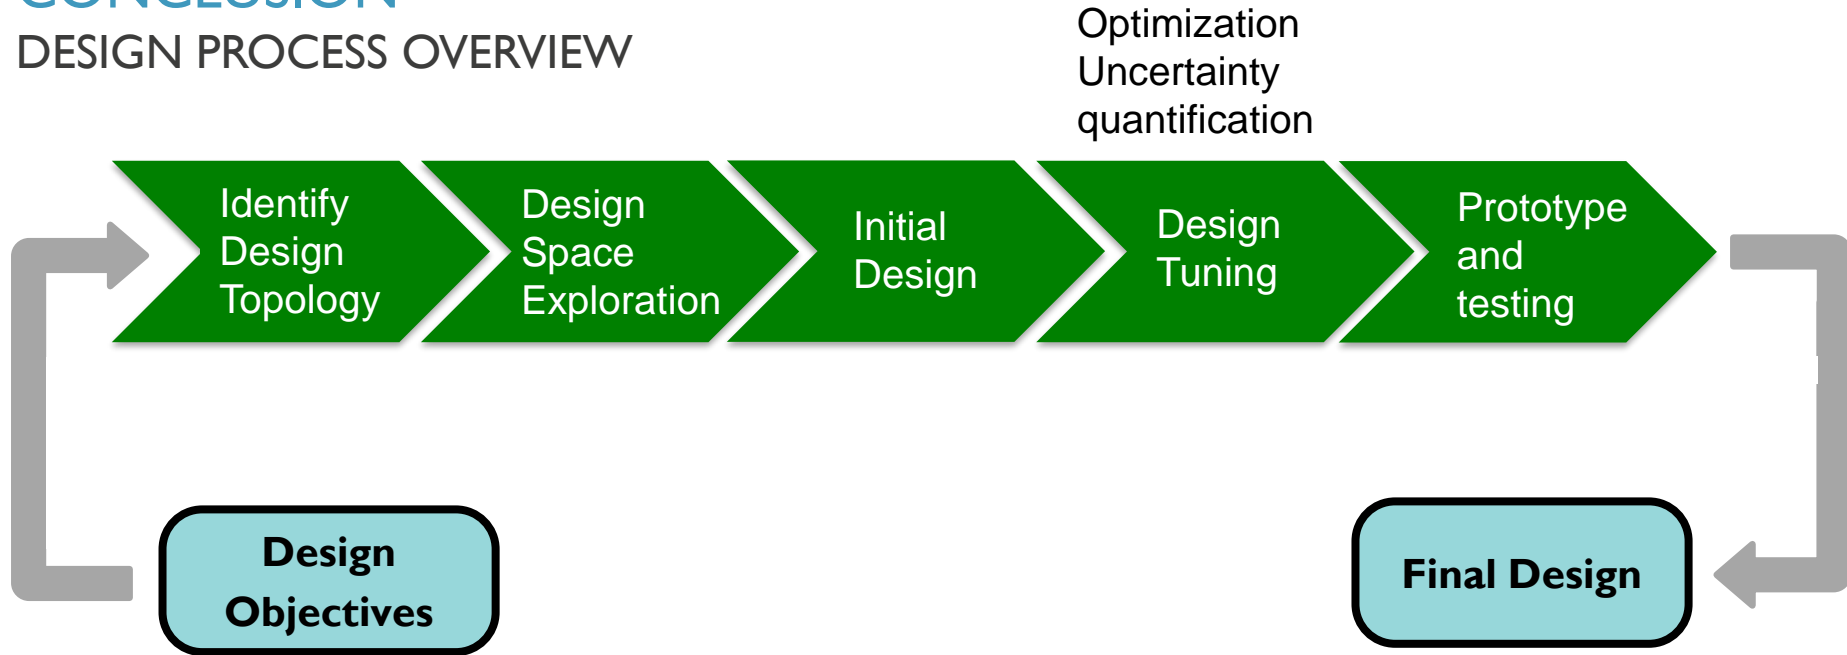 CONCLUSION
DESIGN PROCESS OVERVIEW
Optimization
Uncertainty
quantification
Identify
Design
Topology
Design
Space
Exploration
Initial
Design
Design
Tuning
Prototype
and
testing
Design
Objectives
Final Design